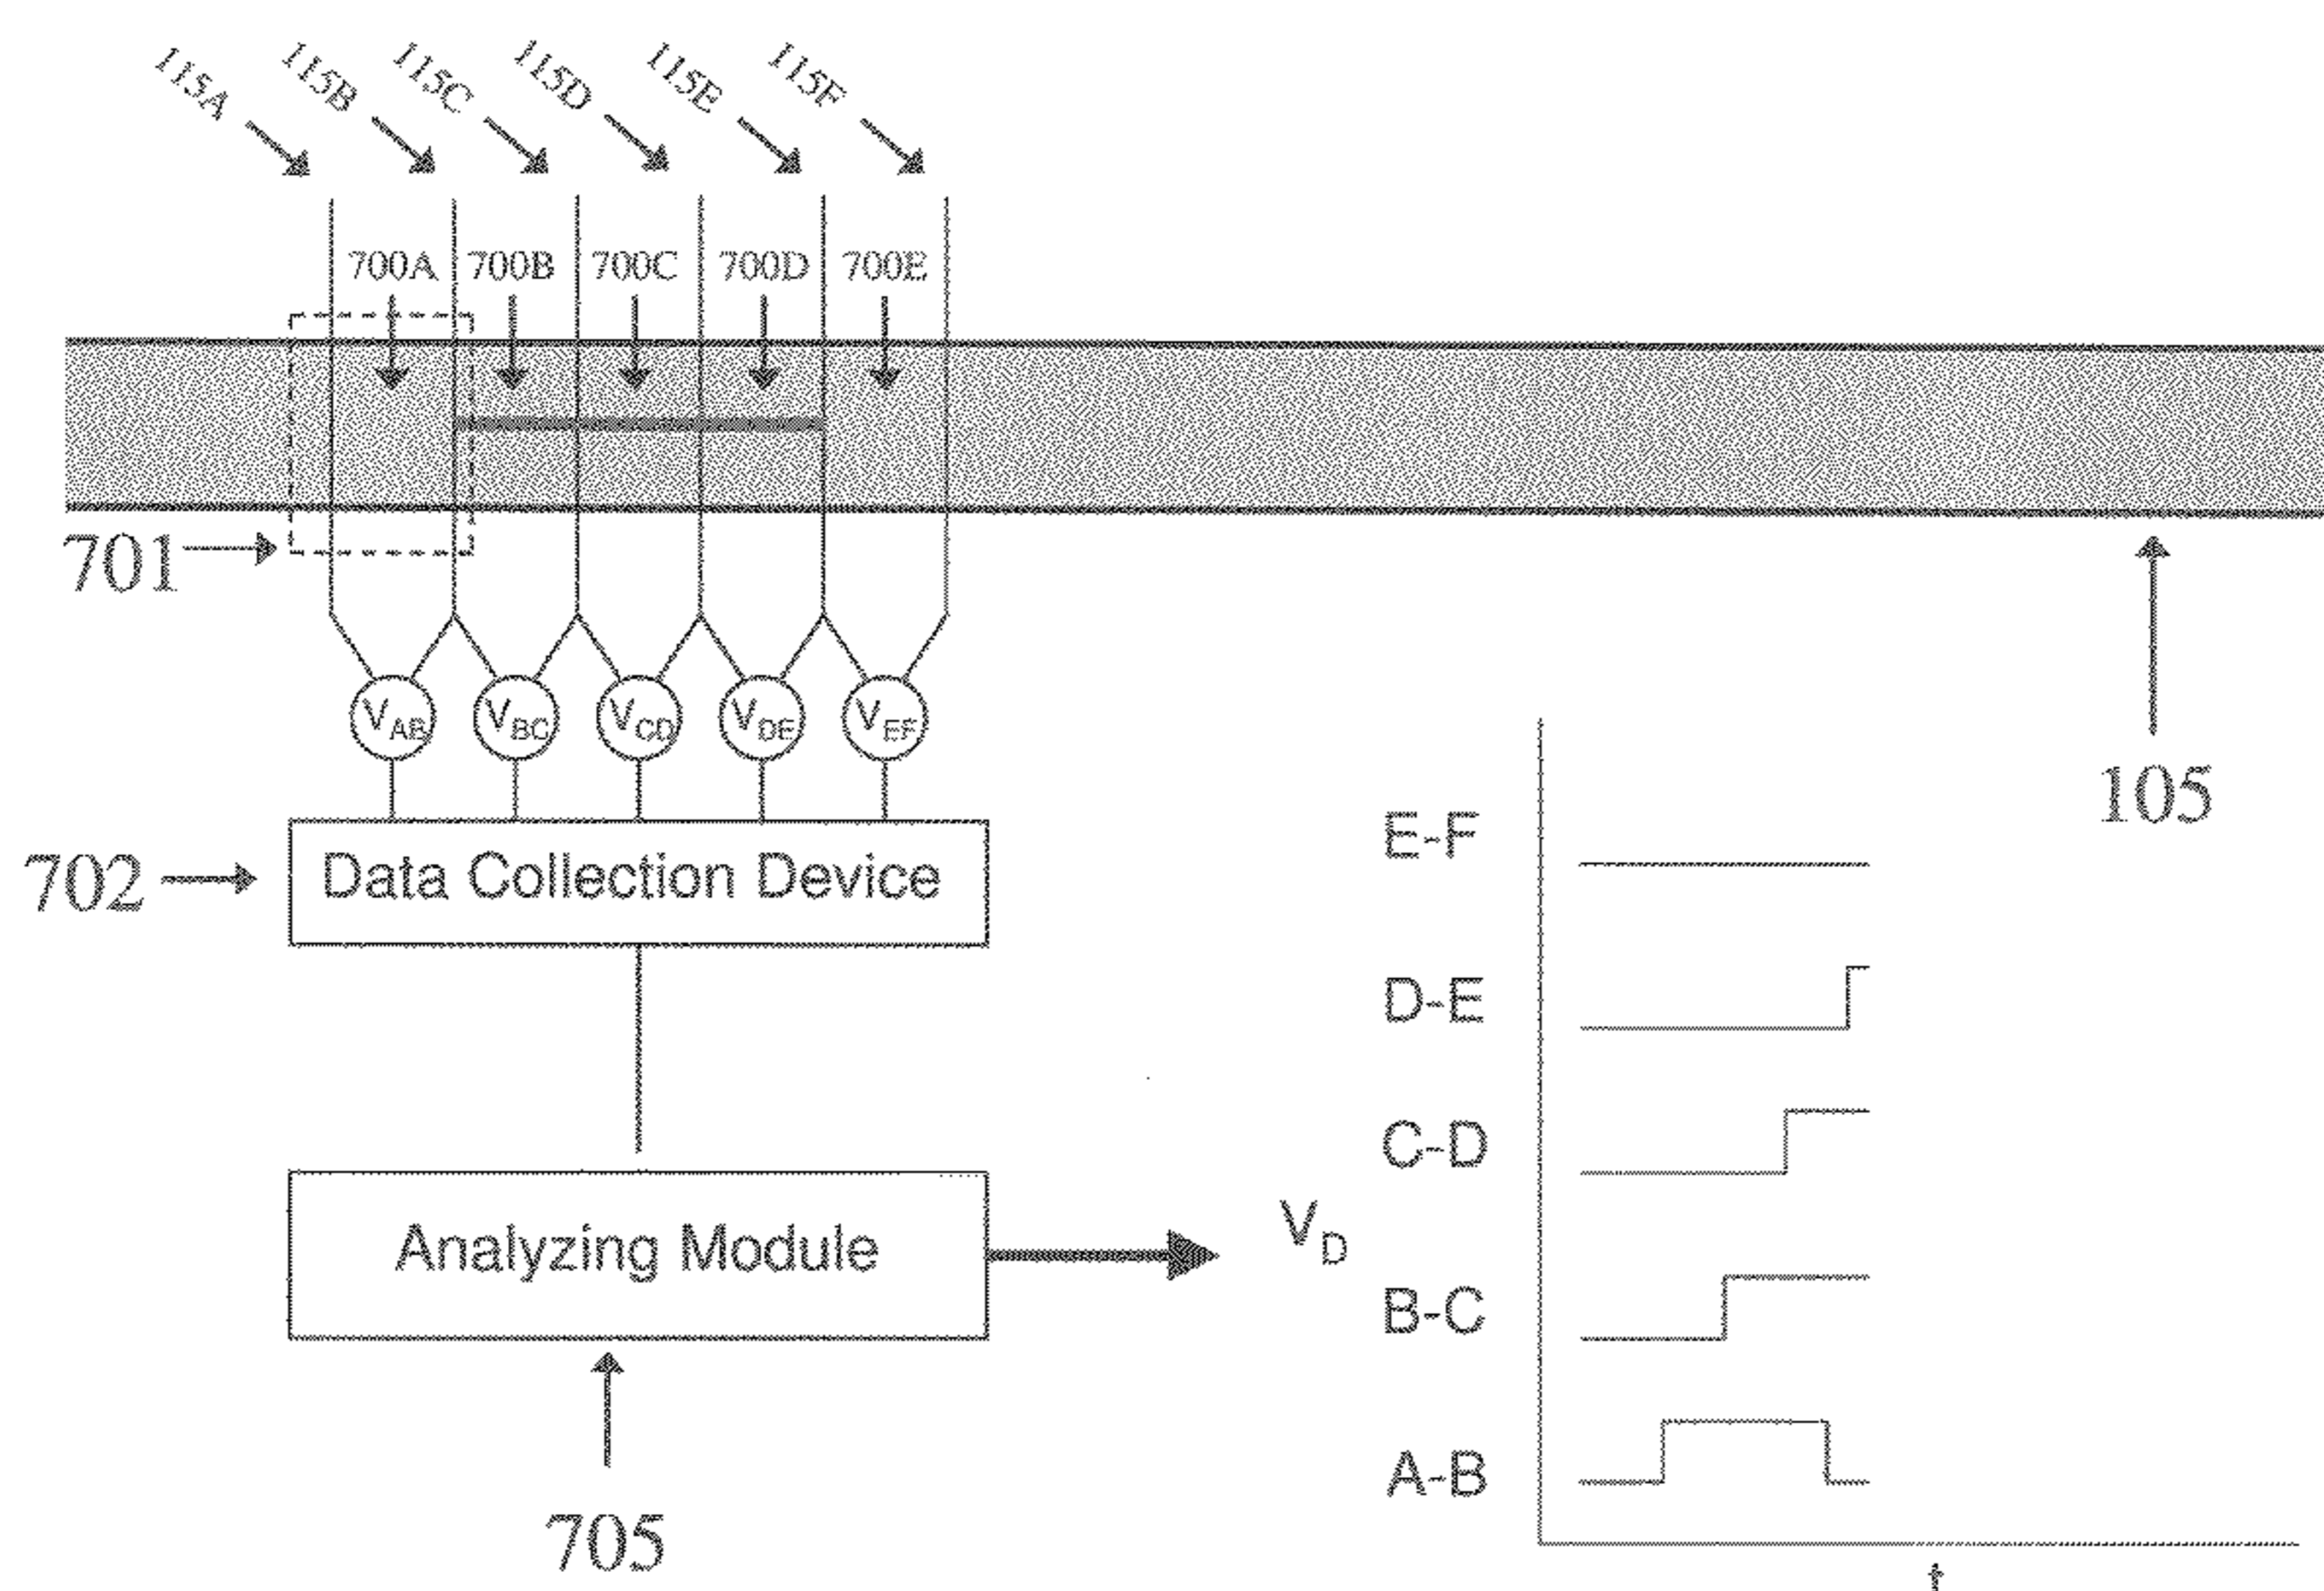 115A 115B 115C 115D 115E 115F
700A 700B 700C 700D 700E
701
105
VAB VBC VCD VDE VEF
702
Data Collection Device
Analyzing Module
705
VD
E-F
D-E
C-D
B-C
A-B
t